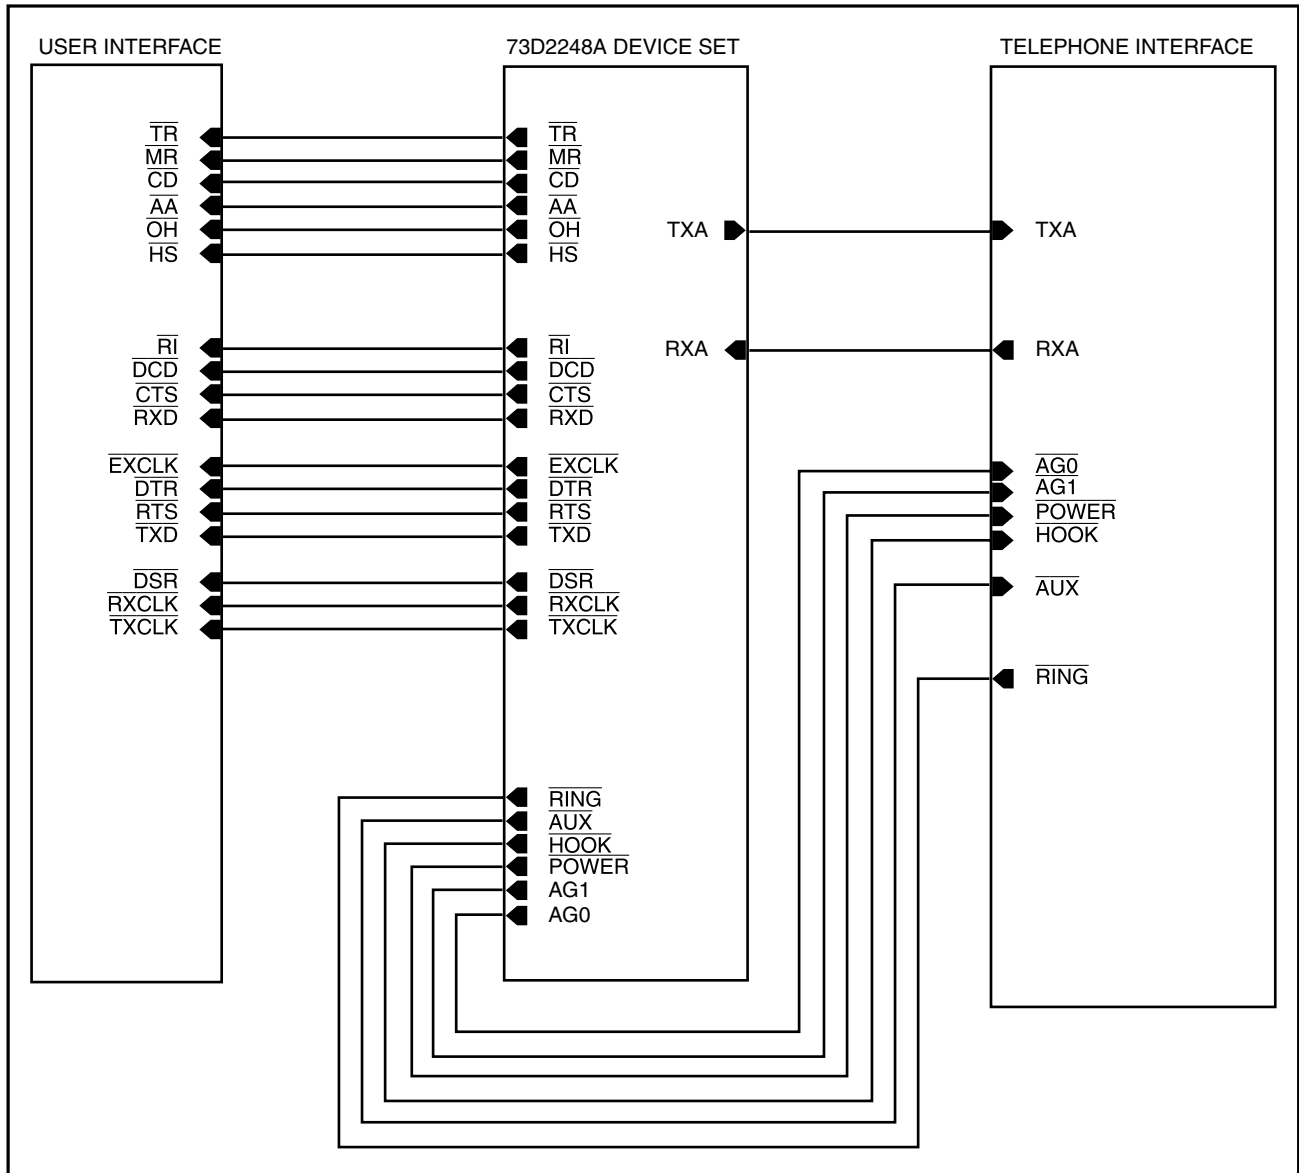 USER INTERFACE
TR
MR
CD
AA
OH
HS
RI
DCD
CTS
RXD
EXCLK
DTR
RTS
TXD
DSR
RXCLK
TXCLK
73D2248A DEVICE SET
TR
MR
CD
AA
OH
HS
TXA
RXA
RI
DCD
CTS
RXD
EXCLK
DTR
RTS
TXD
DSR
RXCLK
TXCLK
RING
AUX
HOOK
POWER
AG1
AG0
TELEPHONE INTERFACE
TXA
RXA
AG0
AG1
POWER
HOOK
AUX
RING